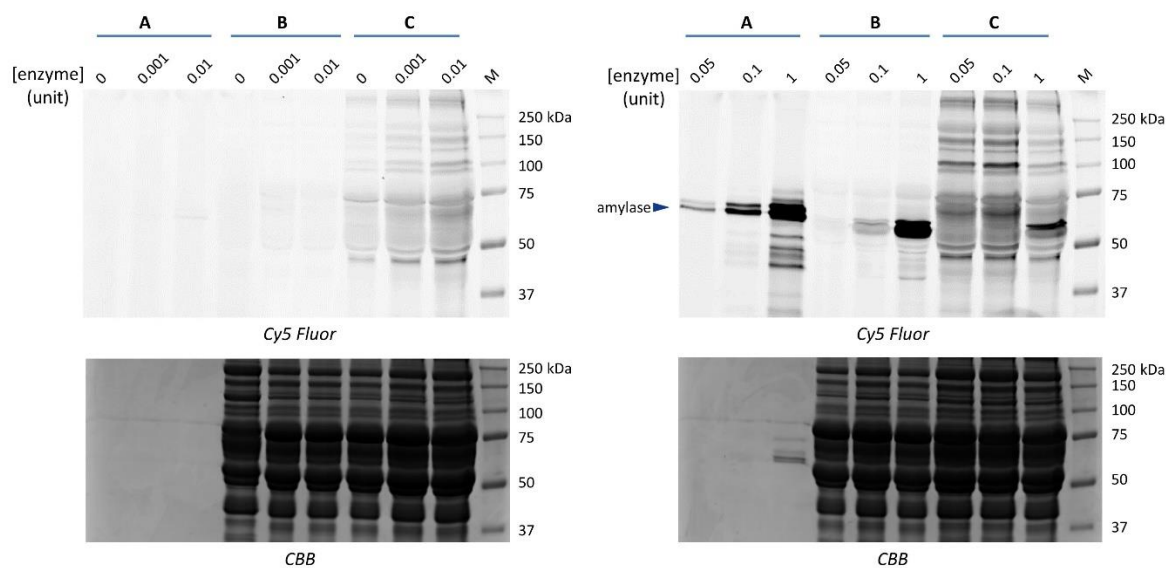 A B C
[enzyme] 0 0.001 0.01 0 0.001 0.01 0 0.001 0.01 M
(unit)
250 kDa
150
100
75
50
37
Cy5 Fluor
250 kDa
150
100
75
50
37
CBB
A B C
[enzyme] 0.05 0.1 1 0.05 0.1 1 0.05 0.1 1 M
(unit)
250 kDa
150
100
75
amylase
50
37
Cy5 Fluor
250 kDa
150
100
75
50
37
CBB